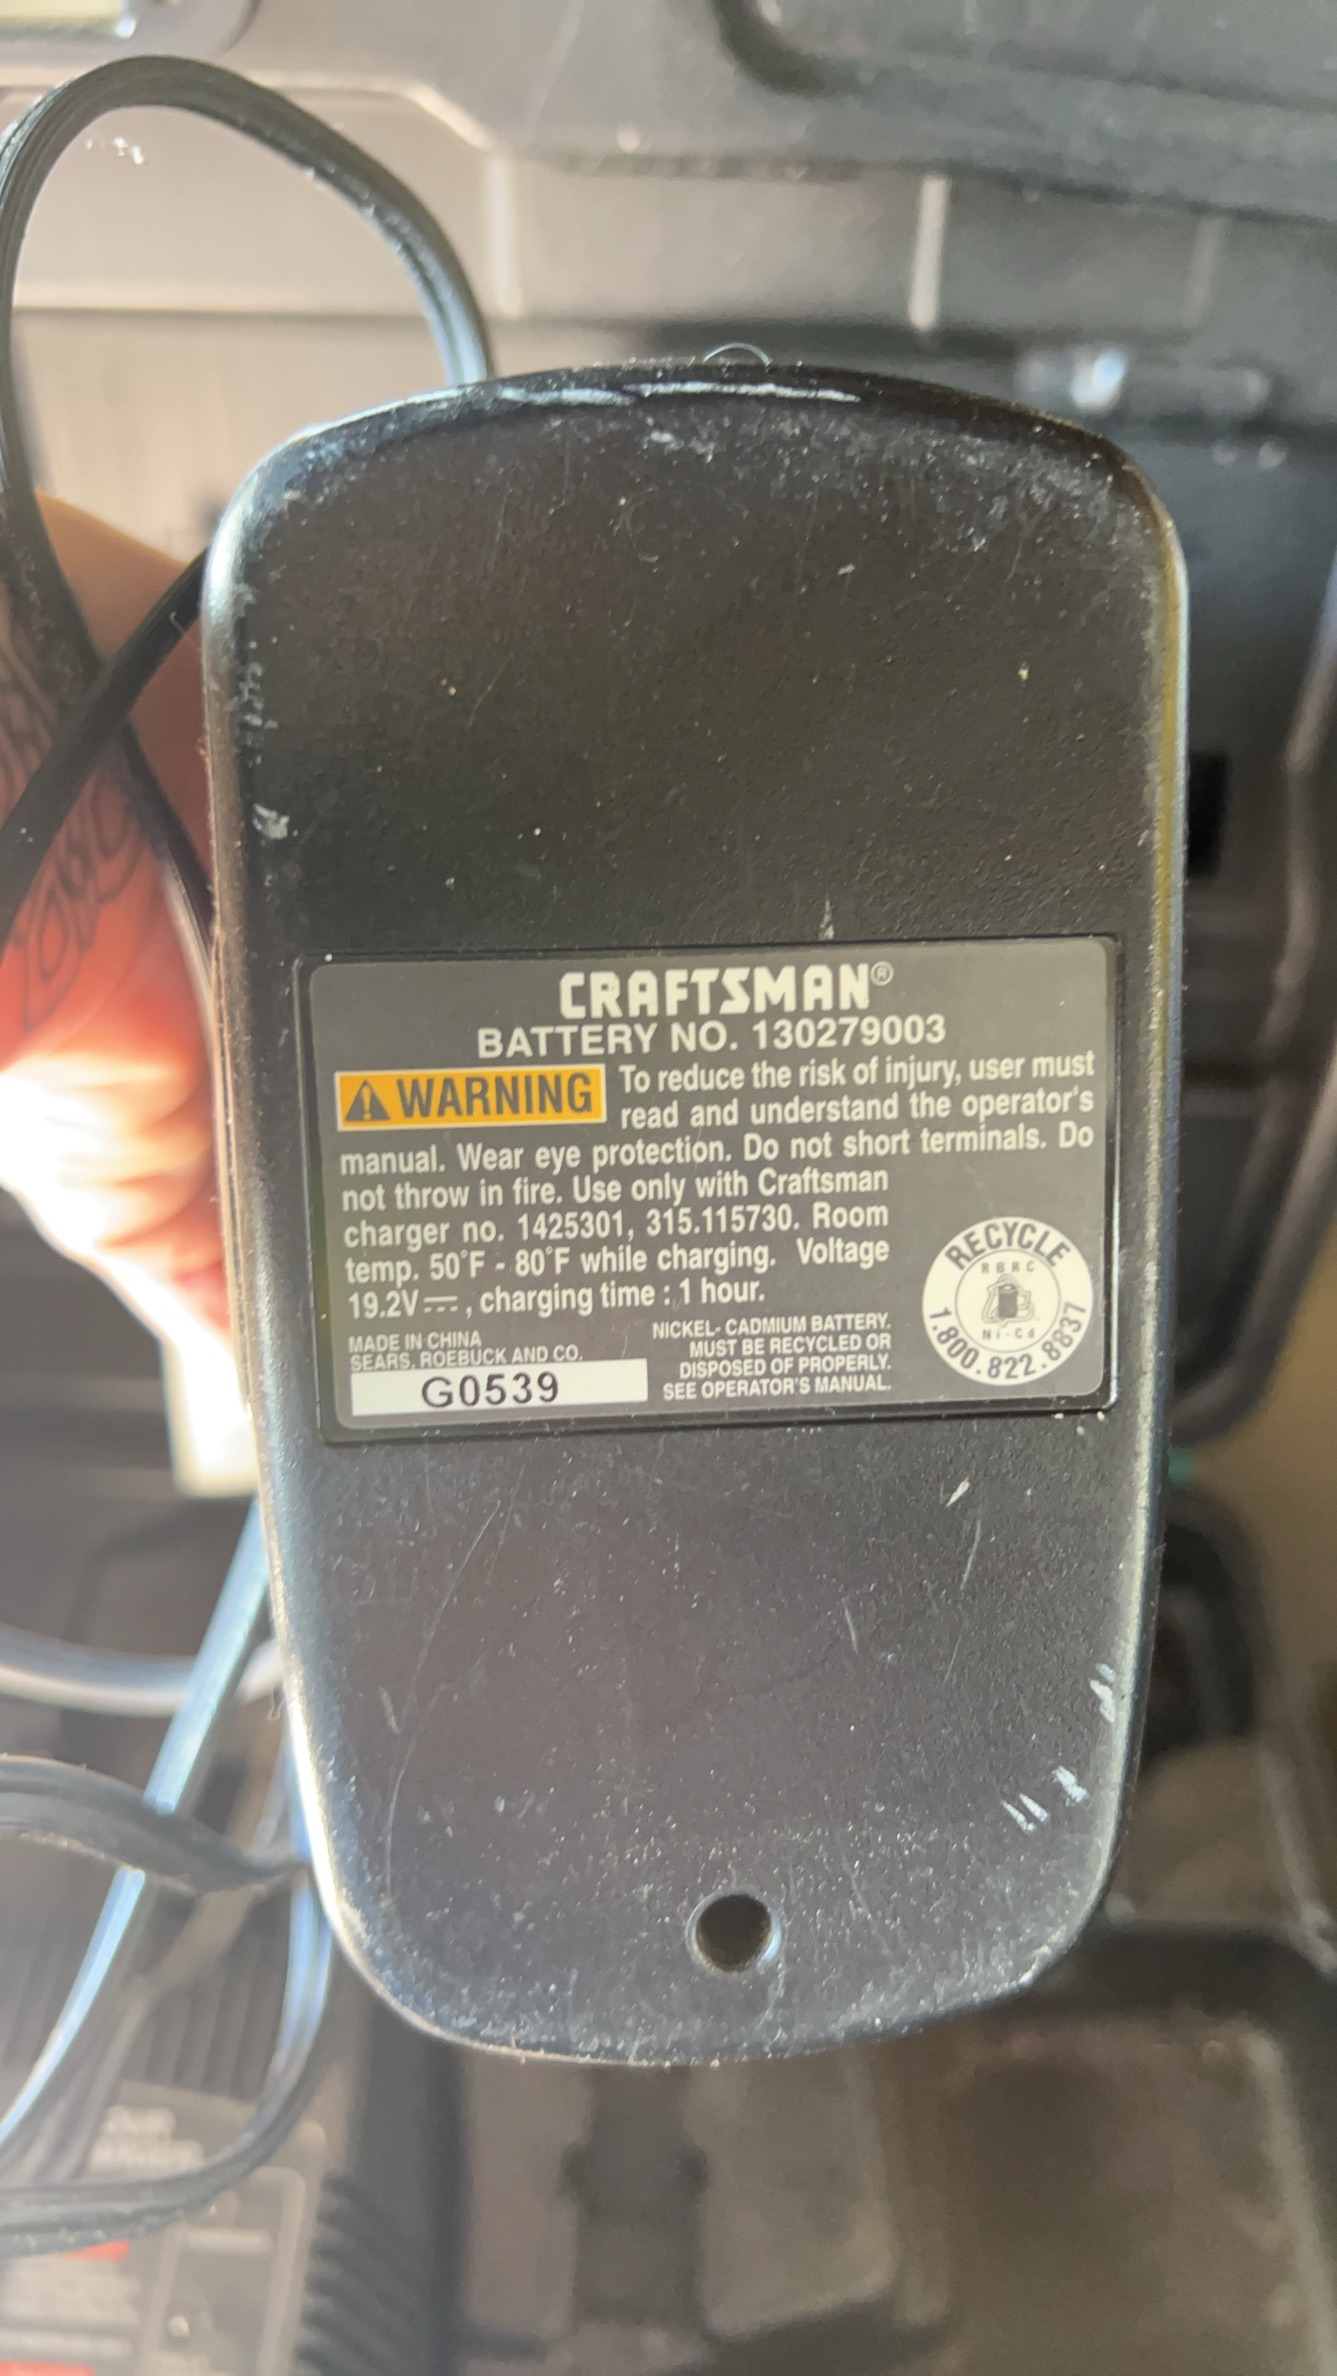 CRAFTSMAN®
BATTERY NO. 130279003
WARNING To reduce the risk of injury, user must
read and understand the operator's
manual. Wear eye protection. Do not short terminals. Do
not throw in fire. Use only with Craftsman
charger no. 1425301, 315.115730. Room
temp. 50°F - 80°F while charging. Voltage
19.2V⎓, charging time : 1 hour.
MADE IN CHINA
SEARS, ROEBUCK AND CO.
G0539
NICKEL- CADMIUM BATTERY.
MUST BE RECYCLED OR
DISPOSED OF PROPERLY.
SEE OPERATOR'S MANUAL.
RECYCLE
RBRC
Ni-Cd
1.800.822.8837